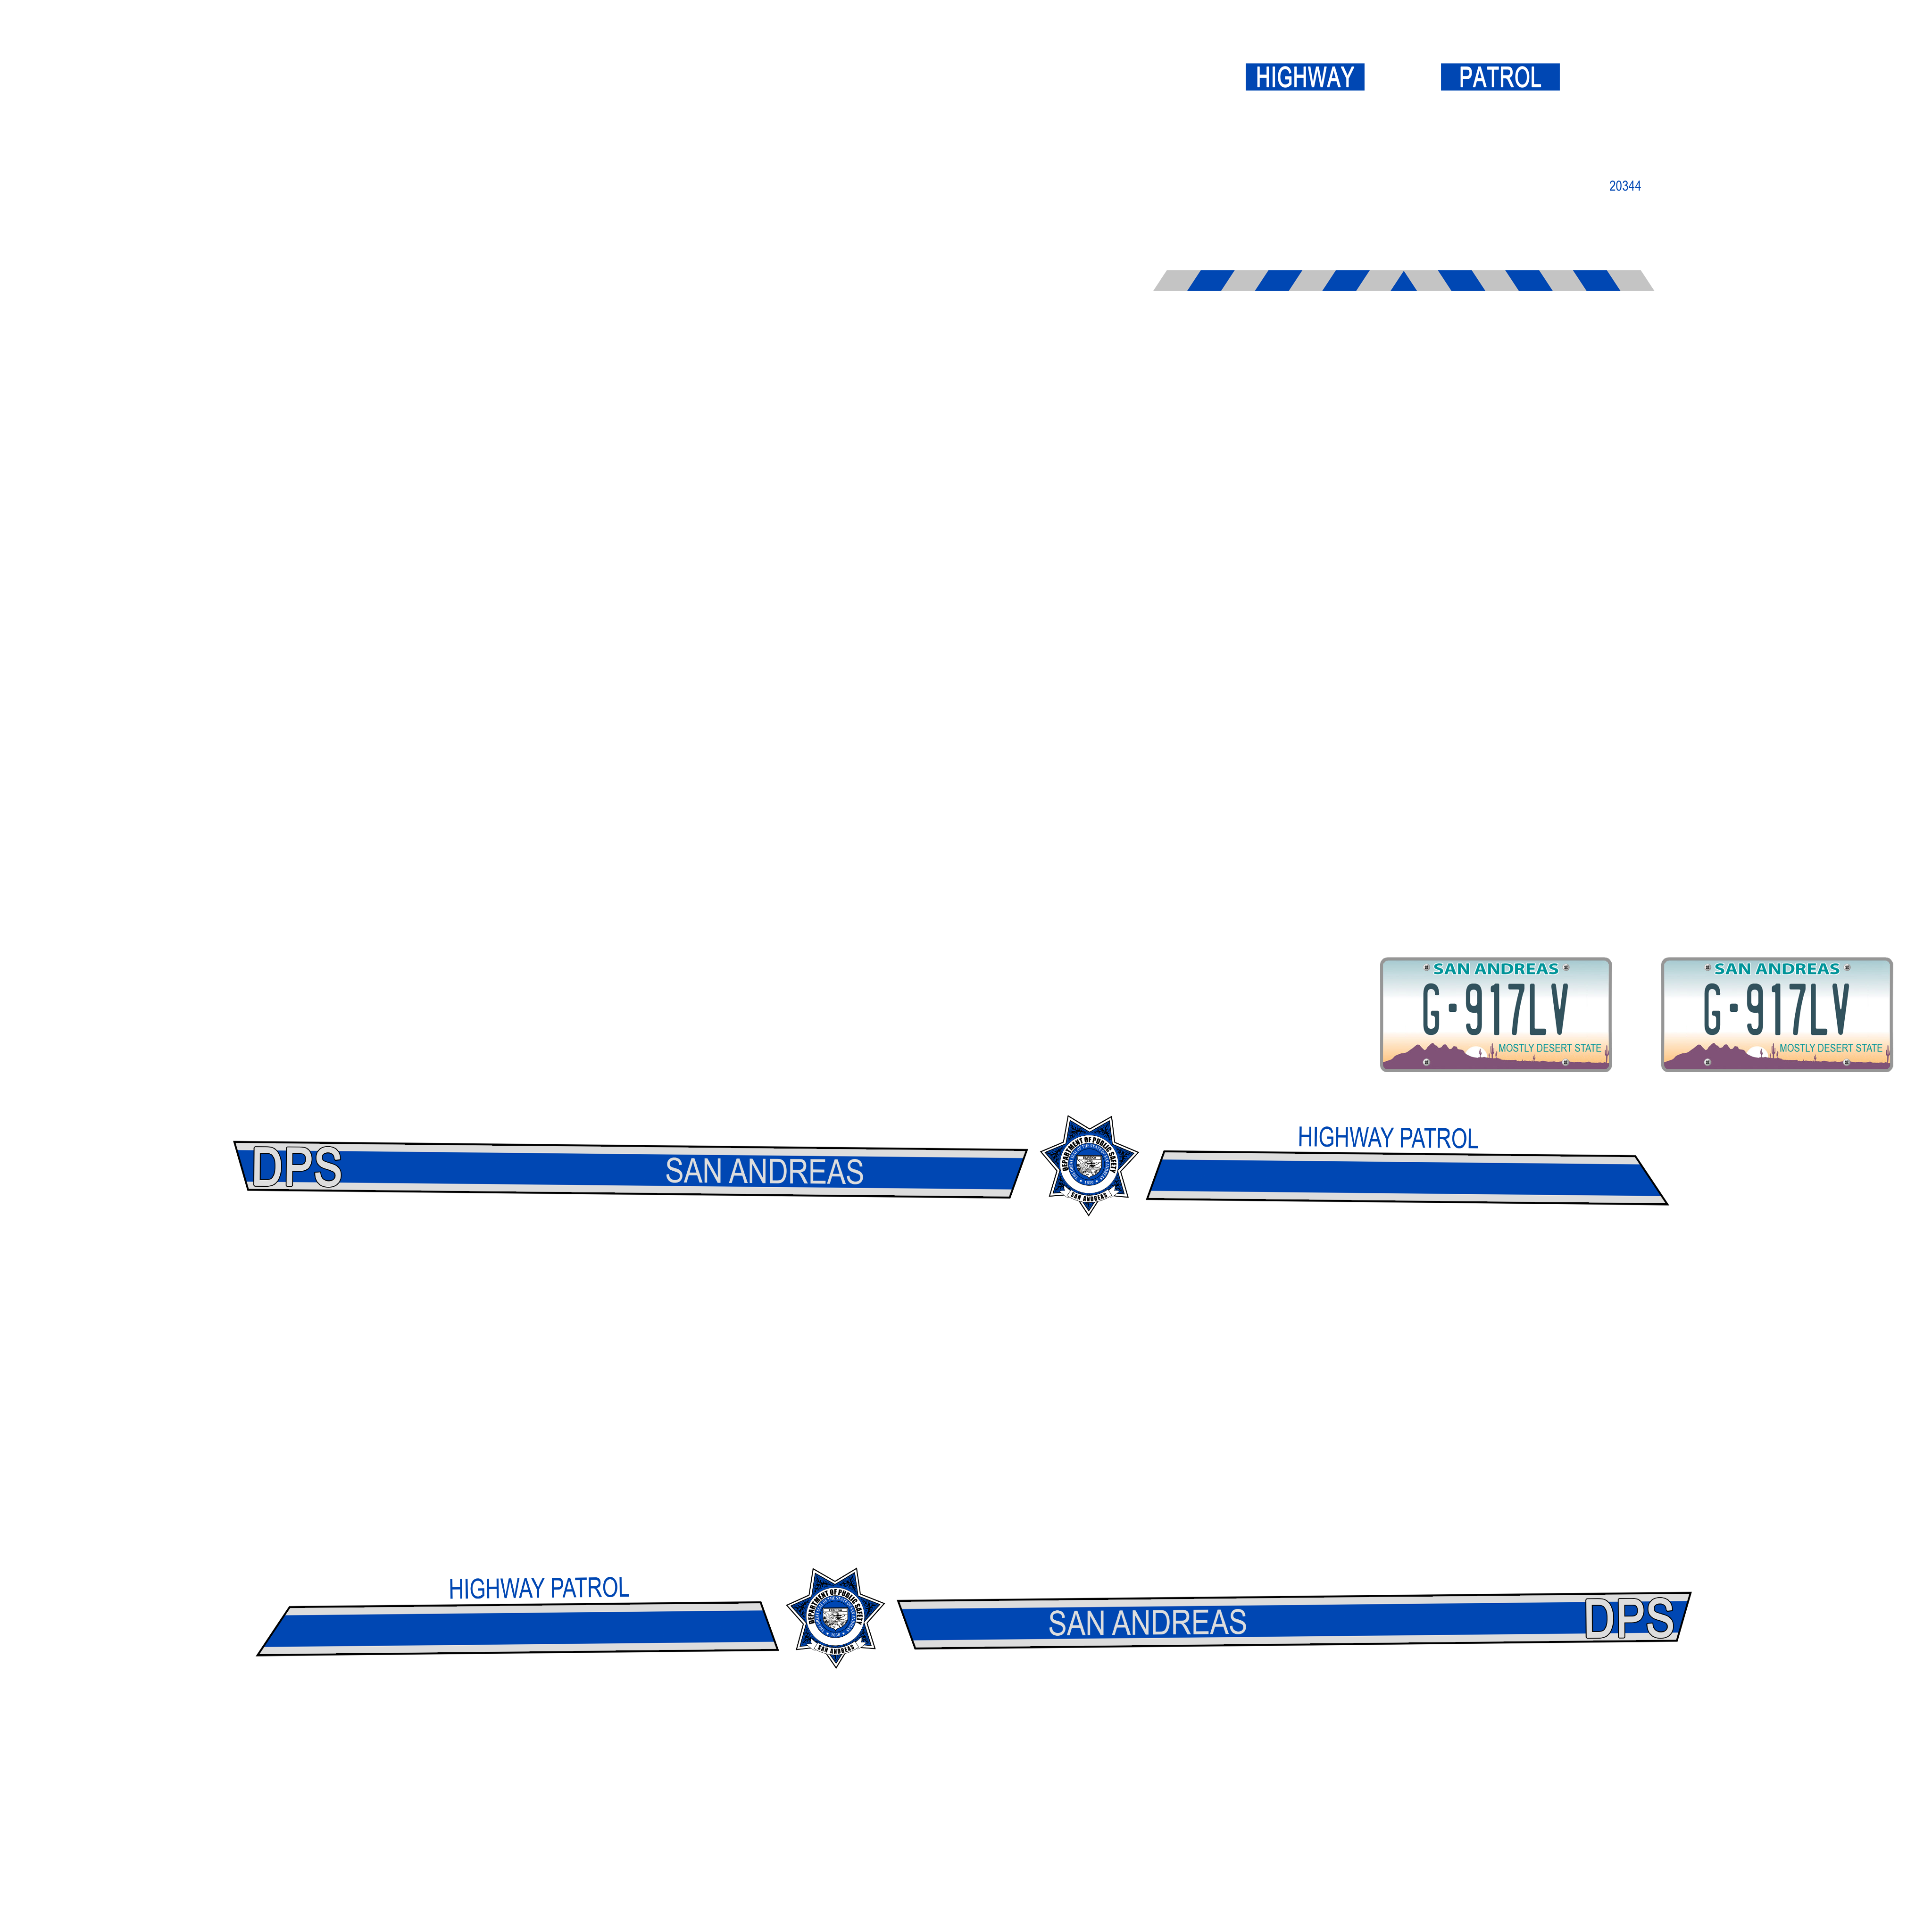 HIGHWAY PATROL
20344
SAN ANDREAS
G-917LV
MOSTLY DESERT STATE
SAN ANDREAS
G-917LV
MOSTLY DESERT STATE
DPS
SAN ANDREAS
DEPARTMENT OF PUBLIC SAFETY
SAN ANDREAS
HIGHWAY PATROL
HIGHWAY PATROL
DEPARTMENT OF PUBLIC SAFETY
SAN ANDREAS
SAN ANDREAS
DPS